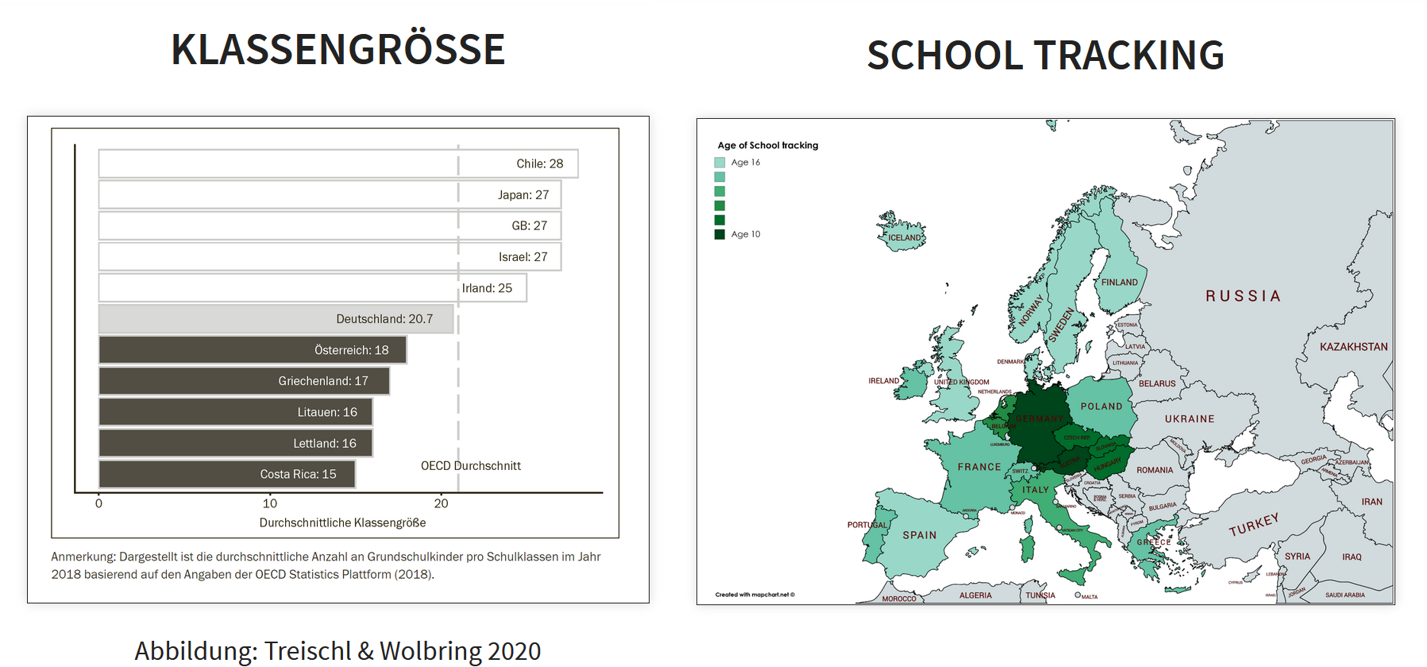 KLASSENGRÖSSE
Chile: 28
Japan: 27
GB: 27
Israel: 27
Irland: 25
Deutschland: 20.7
Österreich: 18
Griechenland: 17
Litauen: 16
Lettland: 16
Costa Rica: 15
OECD Durchschnitt
0 10 20
Durchschnittliche Klassengröße
Anmerkung: Dargestellt ist die durchschnittliche Anzahl an Grundschulkinder pro Schulklassen im Jahr
2018 basierend auf den Angaben der OECD Statistics Plattform (2018).
Abbildung: Treischl & Wolbring 2020
SCHOOL TRACKING
Age of School tracking
Age 16
Age 10
ICELAND
FINLAND
NORWAY
SWEDEN
RUSSIA
ESTONIA
LATVIA
LITHUANIA
KAZAKHSTAN
DENMARK
IRELAND
UNITED KINGDOM
NETHERLANDS
BELARUS
POLAND
GERMANY
UKRAINE
CZECH REP.
FRANCE
SWITZ.
HUNGARY
MOLDOVA
ROMANIA
ITALY
CROATIA
SERBIA
BULGARIA
GEORGIA
AZERBAIJAN
MONACO
PORTUGAL
SPAIN
GREECE
TURKEY
IRAN
SYRIA
IRAQ
CYPRUS
JORDAN
SAUDI ARABIA
MOROCCO
ALGERIA
TUNISIA
MALTA
Created with mapchart.net ©